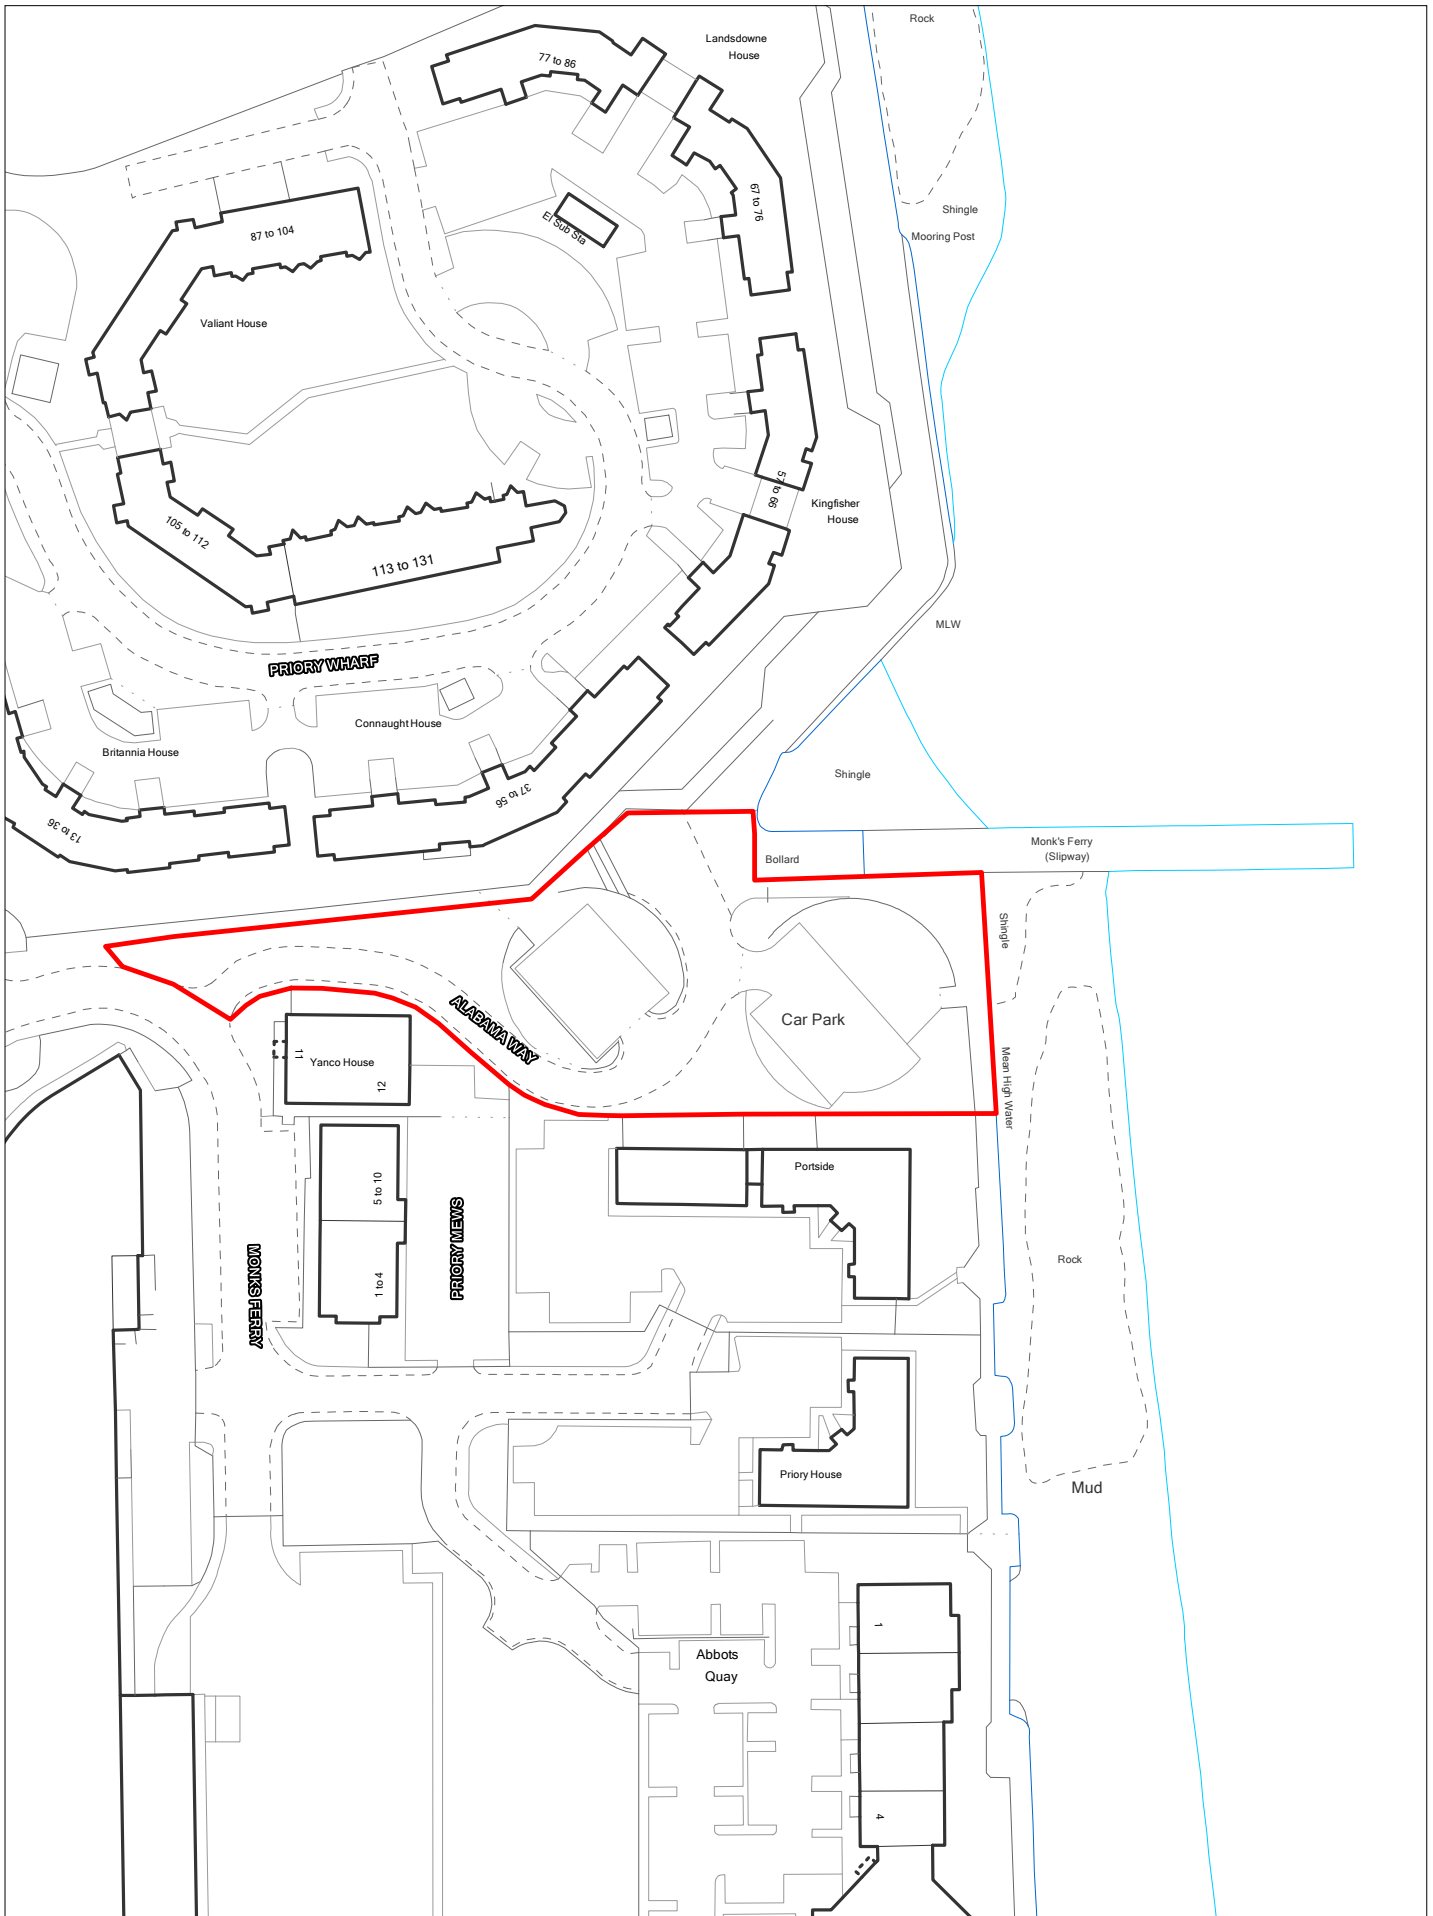 Rock
Landsdowne
House
77 to 86
67 to 76
Shingle
Mooring Post
El Sub Sta
87 to 104
Valiant House
57 to 66
Kingfisher
House
105 to 112
113 to 131
MLW
PRIORY WHARF
Connaught House
Britannia House
Shingle
37 to 56
13 to 36
Monk's Ferry
(Slipway)
Bollard
Shingle
ALABAMA WAY
Car Park
11
Yanco House
12
Mean High Water
Portside
5 to 10
PRIORY MEWS
MONKS FERRY
1 to 4
Rock
Priory House
Mud
1
Abbots
Quay
4